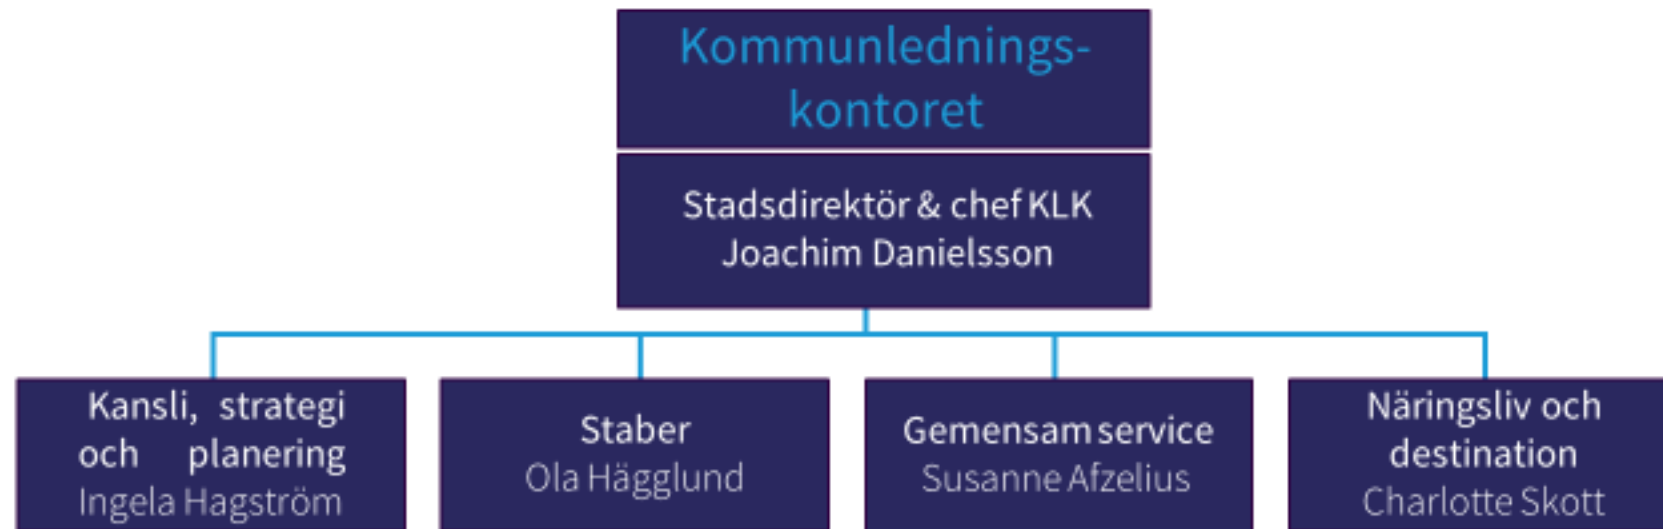 Kommunlednings-
kontoret
Stadsdirektör & chef KLK
Joachim Danielsson
Kansli, strategi
och planering
Ingela Hagström
Staber
Ola Hägglund
Gemensam service
Susanne Afzelius
Näringsliv och
destination
Charlotte Skott